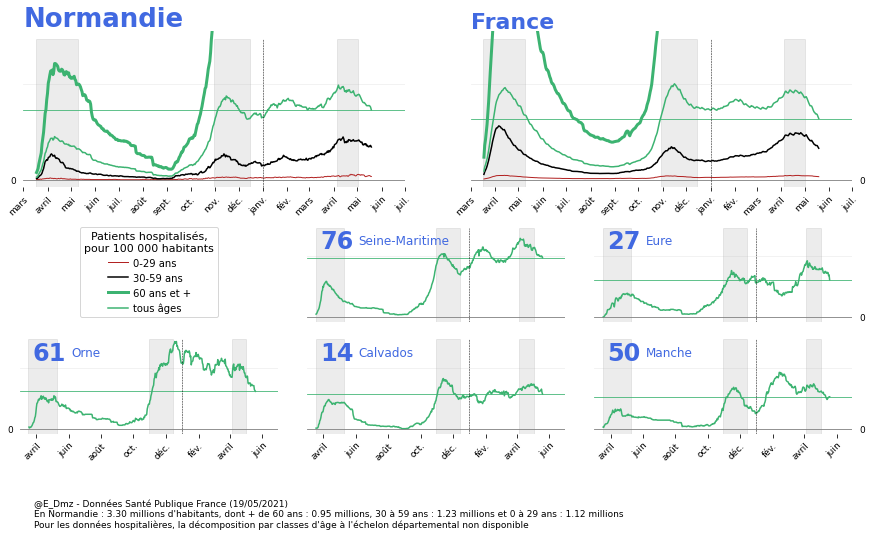 Normandie
France
0
mars avril mai juin juil. août sept. oct. nov. déc. janv. fév. mars avril mai juin juil.
mars avril mai juin juil. août sept. oct. nov. déc. janv. fév. mars avril mai juin juil.
0
Patients hospitalisés,
pour 100 000 habitants
0-29 ans
30-59 ans
60 ans et +
tous âges
76 Seine-Maritime
27 Eure
0
61 Orne
14 Calvados
50 Manche
0
0
avril juin août oct. déc. fév. avril juin
avril juin août oct. déc. fév. avril juin
avril juin août oct. déc. fév. avril juin
@E_Dmz - Données Santé Publique France (19/05/2021)
En Normandie : 3.30 millions d'habitants, dont + de 60 ans : 0.95 millions, 30 à 59 ans : 1.23 millions et 0 à 29 ans : 1.12 millions
Pour les données hospitalières, la décomposition par classes d'âge à l'échelon départemental non disponible